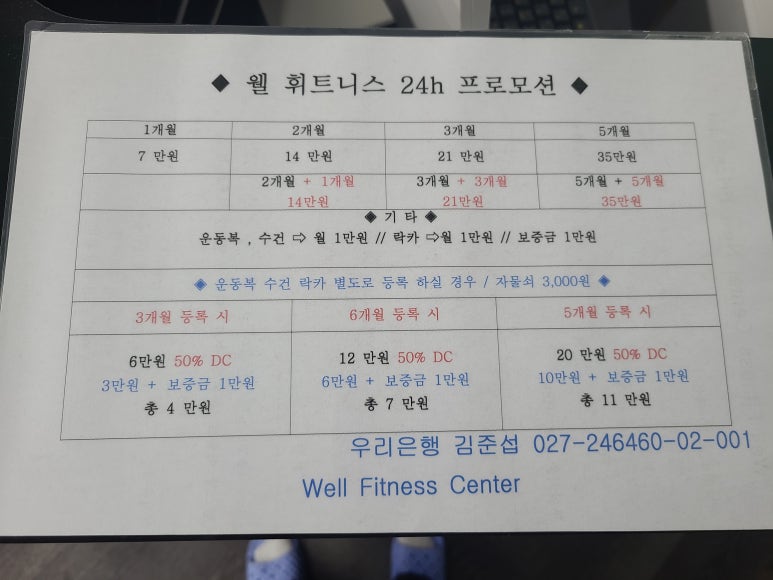 ◆ 웰 휘트니스 24h 프로모션 ◆
1개월 2개월 3개월 5개월
7 만원 14 만원 21 만원 35만원
2개월 + 1개월 3개월 + 3개월 5개월 + 5개월
14만원 21만원 35만원
◈ 기 타 ◈
운동복 , 수건 ⇨ 월 1만원 // 락카 ⇨월 1만원 // 보증금 1만원
◈ 운동복 수건 락카 별도로 등록 하실 경우 / 자물쇠 3,000원 ◈
3개월 등록 시 6개월 등록 시 5개월 등록 시
6만원 50% DC 12 만원 50% DC 20 만원 50% DC
3만원 + 보증금 1만원 6만원 + 보증금 1만원 10만원 + 보증금 1만원
총 4 만원 총 7 만원 총 11 만원
우리은행 김준섭 027-246460-02-001
Well Fitness Center